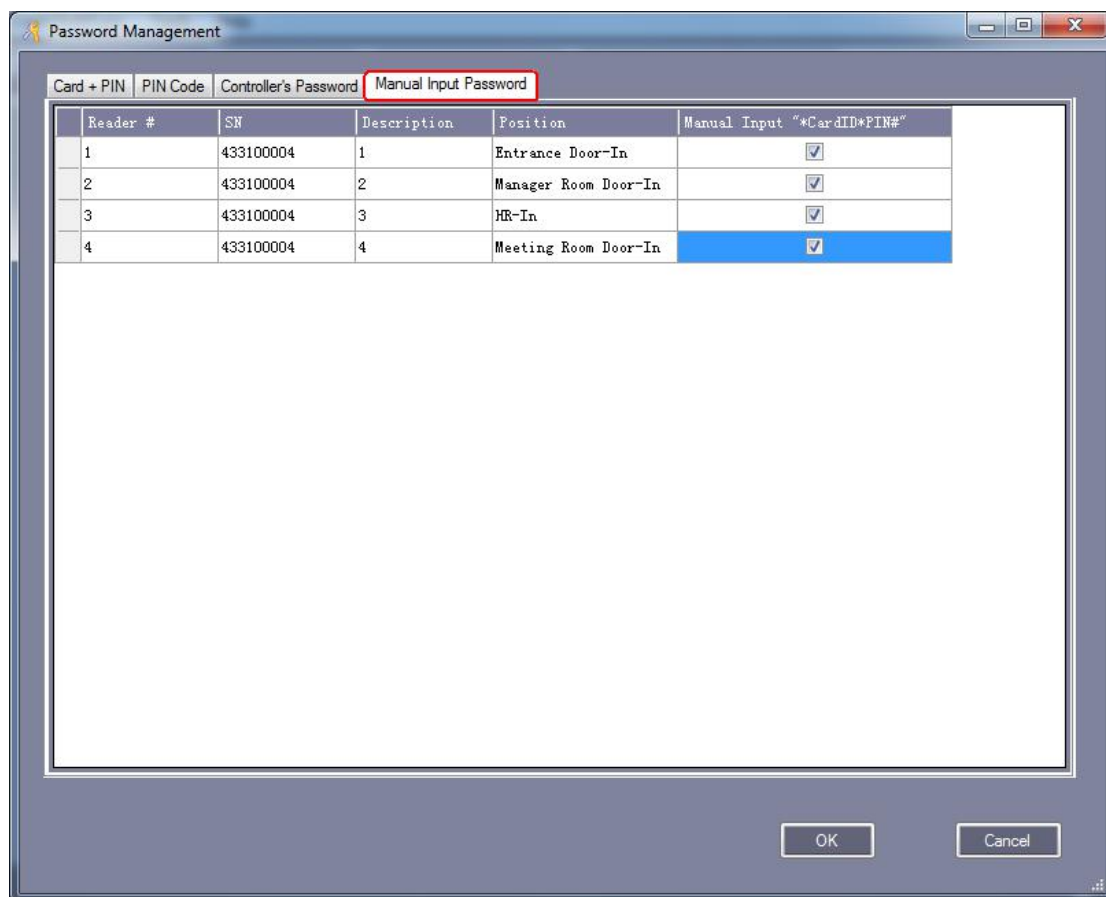 Password Management
Card + PIN PIN Code Controller's Password Manual Input Password
Reader # SN Description Position Manual Input "*CardID*PIN#"
1 433100004 1 Entrance Door-In
2 433100004 2 Manager Room Door-In
3 433100004 3 HR-In
4 433100004 4 Meeting Room Door-In
OK Cancel